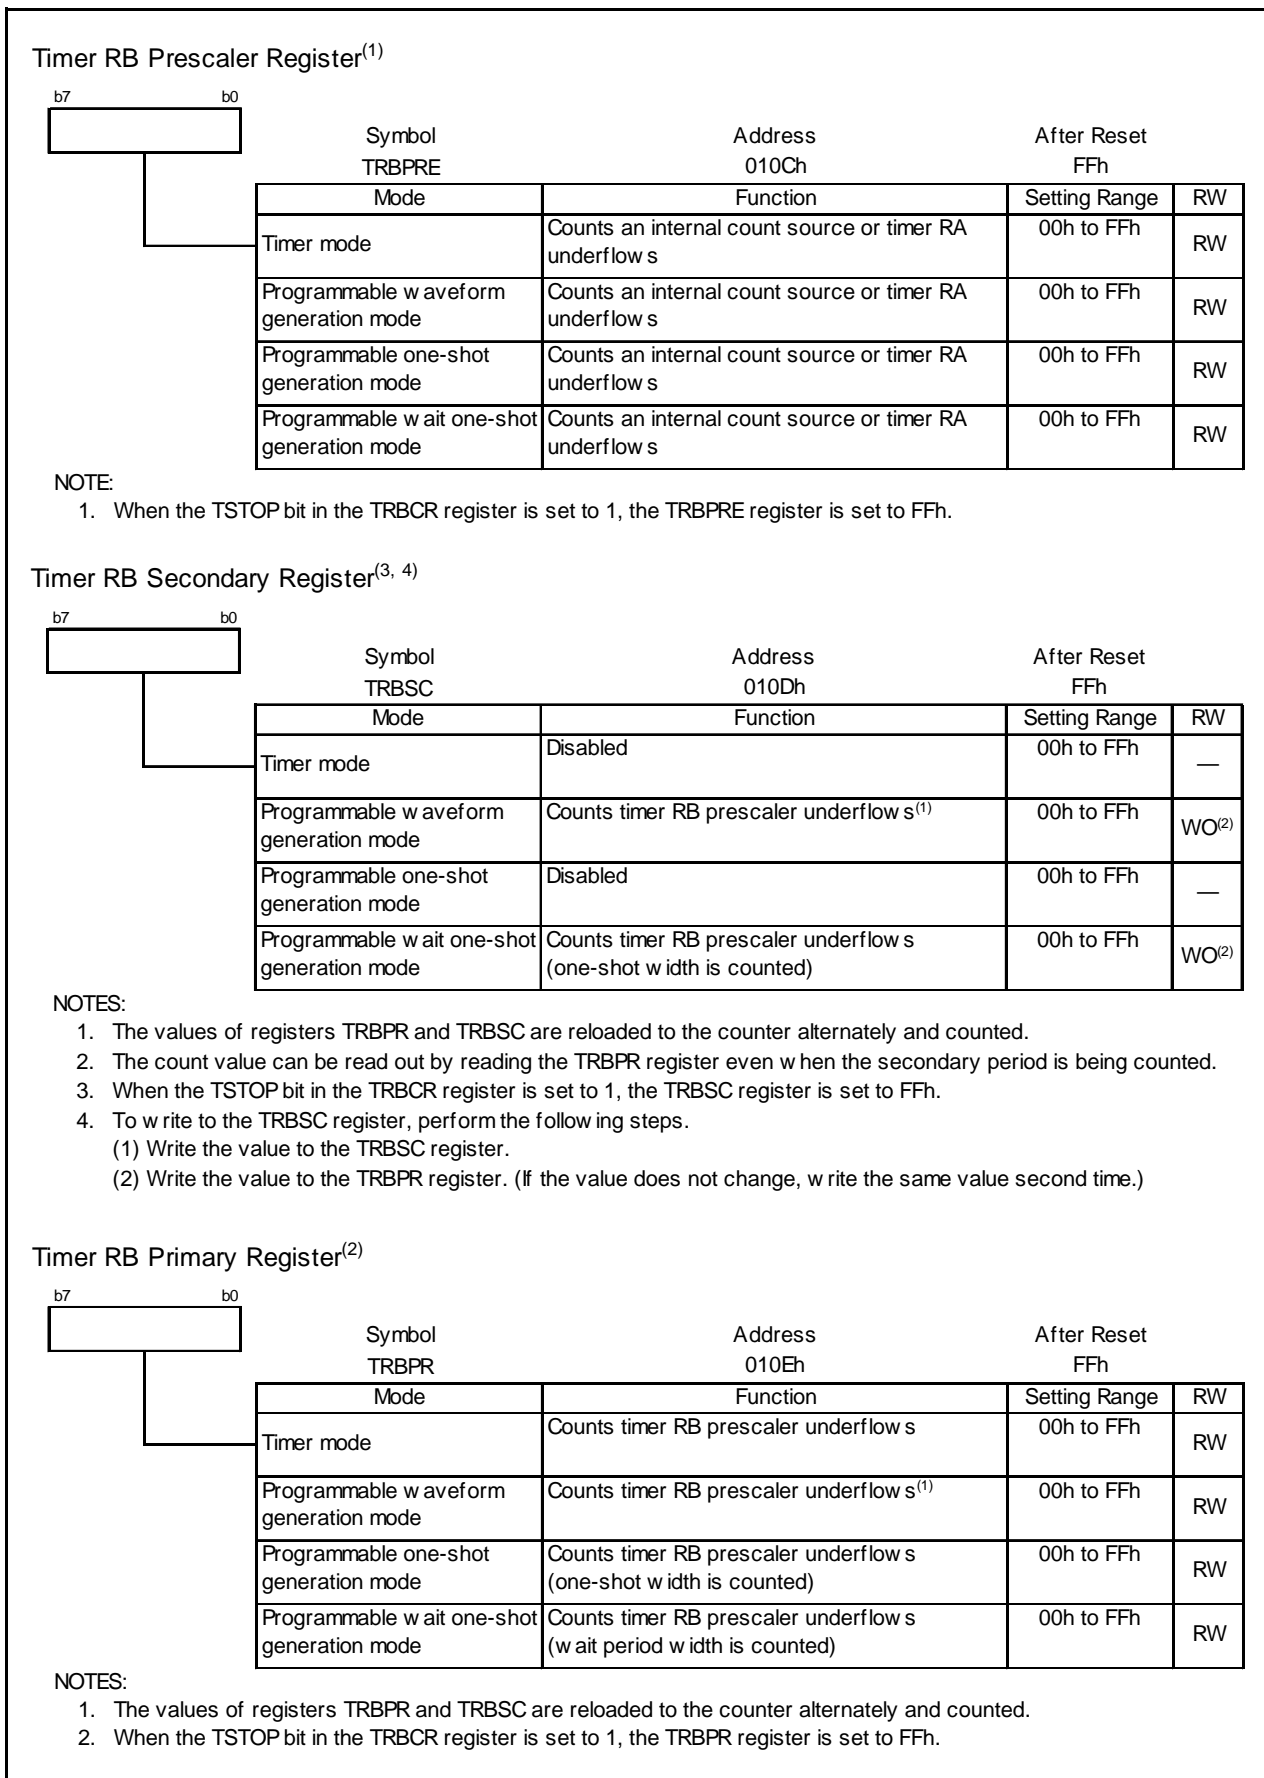 Timer RB Prescaler Register(1)
b7 b0
Symbol Address After Reset
TRBPRE 010Ch FFh
Mode Function Setting Range RW
Timer mode Counts an internal count source or timer RA underflows 00h to FFh RW
Programmable waveform generation mode Counts an internal count source or timer RA underflows 00h to FFh RW
Programmable one-shot generation mode Counts an internal count source or timer RA underflows 00h to FFh RW
Programmable wait one-shot generation mode Counts an internal count source or timer RA underflows 00h to FFh RW
NOTE:
1. When the TSTOP bit in the TRBCR register is set to 1, the TRBPRE register is set to FFh.
Timer RB Secondary Register(3, 4)
b7 b0
Symbol Address After Reset
TRBSC 010Dh FFh
Mode Function Setting Range RW
Timer mode Disabled 00h to FFh —
Programmable waveform generation mode Counts timer RB prescaler underflows(1) 00h to FFh WO(2)
Programmable one-shot generation mode Disabled 00h to FFh —
Programmable wait one-shot generation mode Counts timer RB prescaler underflows (one-shot width is counted) 00h to FFh WO(2)
NOTES:
1. The values of registers TRBPR and TRBSC are reloaded to the counter alternately and counted.
2. The count value can be read out by reading the TRBPR register even when the secondary period is being counted.
3. When the TSTOP bit in the TRBCR register is set to 1, the TRBSC register is set to FFh.
4. To write to the TRBSC register, perform the following steps.
(1) Write the value to the TRBSC register.
(2) Write the value to the TRBPR register. (If the value does not change, write the same value second time.)
Timer RB Primary Register(2)
b7 b0
Symbol Address After Reset
TRBPR 010Eh FFh
Mode Function Setting Range RW
Timer mode Counts timer RB prescaler underflows 00h to FFh RW
Programmable waveform generation mode Counts timer RB prescaler underflows(1) 00h to FFh RW
Programmable one-shot generation mode Counts timer RB prescaler underflows (one-shot width is counted) 00h to FFh RW
Programmable wait one-shot generation mode Counts timer RB prescaler underflows (wait period width is counted) 00h to FFh RW
NOTES:
1. The values of registers TRBPR and TRBSC are reloaded to the counter alternately and counted.
2. When the TSTOP bit in the TRBCR register is set to 1, the TRBPR register is set to FFh.